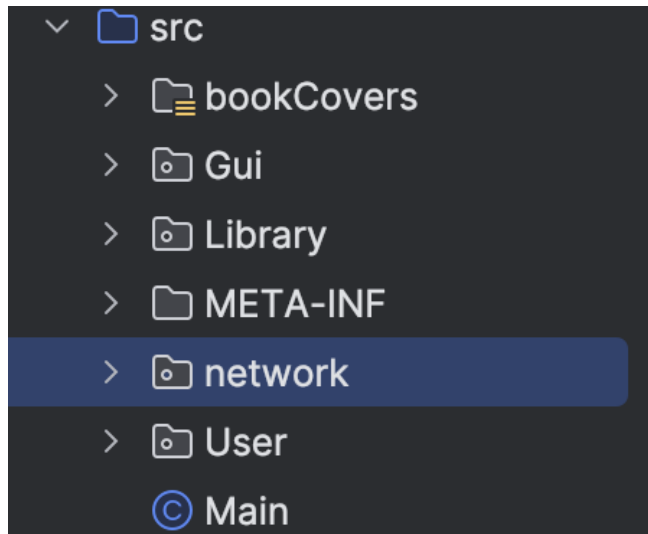 src
bookCovers
Gui
Library
META-INF
network
User
C Main